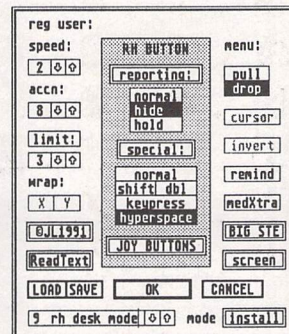 reg user:
speed: RH BUTTON menu:
2 ⇩ ⇧ reporting: pull
drop
accn: normal
8 ⇩ ⇧ hide cursor
hold
limit: special: invert
3 ⇩ ⇧
wrap: normal remind
X Y shift dbl medXtra
keypress
©JL1991 hyperspace BIG STE
ReadText JOY BUTTONS screen
LOAD SAVE OK CANCEL
9 rh desk mode ⇩ ⇧ mode install